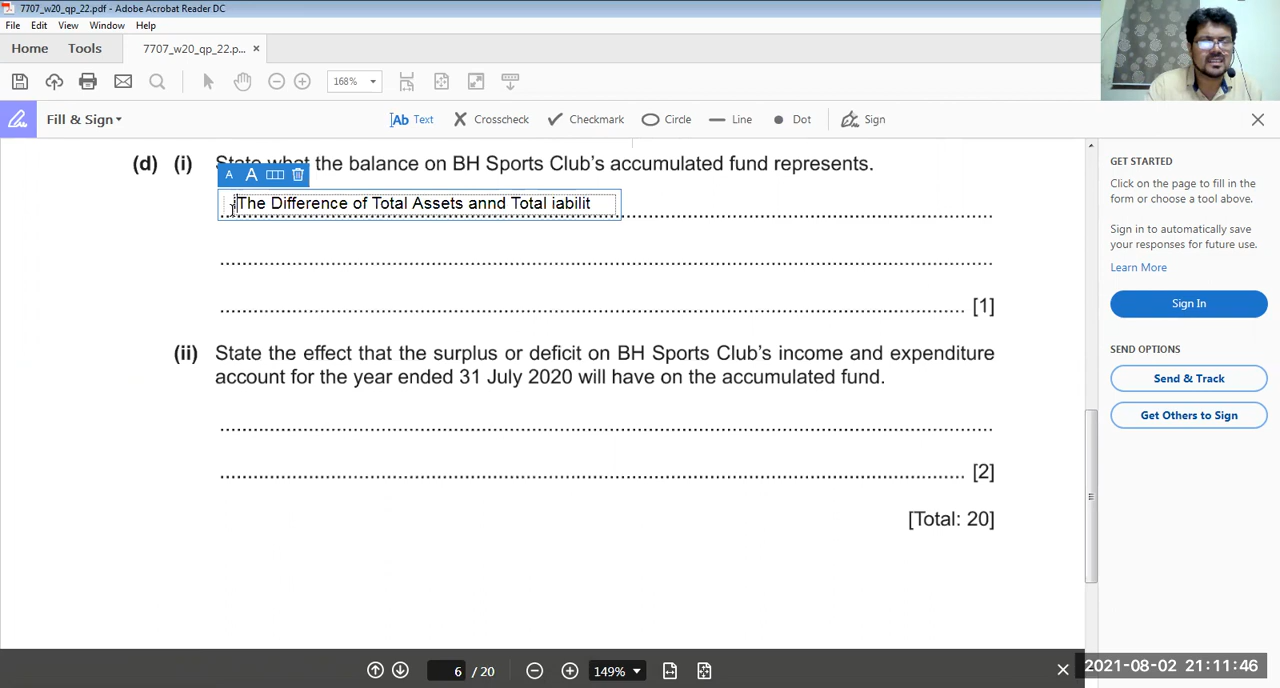 7707_w20_qp_22.pdf - Adobe Acrobat Reader DC
File Edit View Window Help
Home Tools 7707_w20_qp_22.p... ×
168%
Fill & Sign
Ab Text Crosscheck Checkmark Circle Line Dot Sign
(d) (i) State what the balance on BH Sports Club's accumulated fund represents.
A A
The Difference of Total Assets annd Total iabilit
[1]
(ii) State the effect that the surplus or deficit on BH Sports Club's income and expenditure
account for the year ended 31 July 2020 will have on the accumulated fund.
[2]
[Total: 20]
GET STARTED
Click on the page to fill in the
form or choose a tool above.
Sign in to automatically save
your responses for future use.
Learn More
Sign In
SEND OPTIONS
Send & Track
Get Others to Sign
6 / 20 149%
2021-08-02 21:11:46